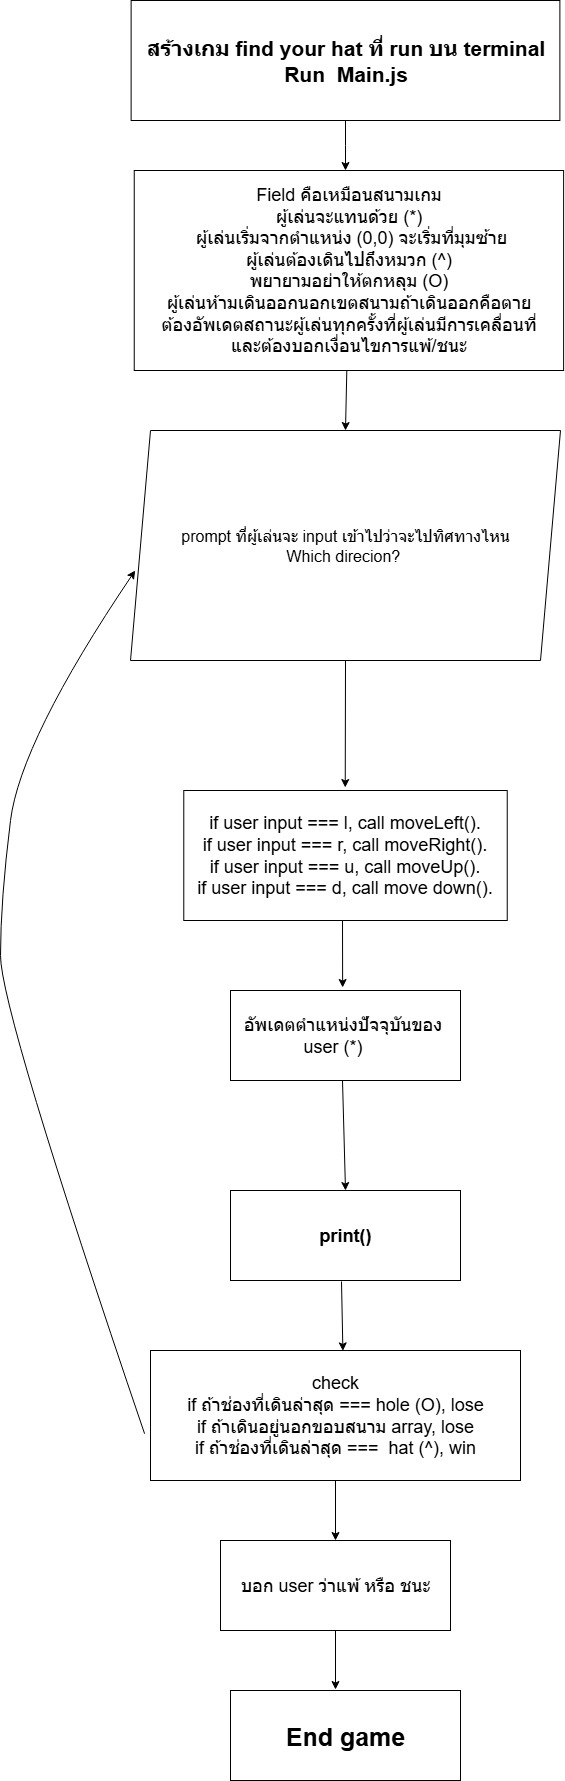 สร้างเกม find your hat ที่ run บน terminal
Run Main.js
Field คือเหมือนสนามเกม
ผู้เล่นจะแทนด้วย (*)
ผู้เล่นเริ่มจากตำแหน่ง (0,0) จะเริ่มที่มุมซ้าย
ผู้เล่นต้องเดินไปถึงหมวก (^)
พยายามอย่าให้ตกหลุม (O)
ผู้เล่นห้ามเดินออกนอกเขตสนามถ้าเดินออกคือตาย
ต้องอัพเดตสถานะผู้เล่นทุกครั้งที่ผู้เล่นมีการเคลื่อนที่
และต้องบอกเงื่อนไขการแพ้/ชนะ
prompt ที่ผู้เล่นจะ input เข้าไปว่าจะไปทิศทางไหน
Which direcion?
if user input === l, call moveLeft().
if user input === r, call moveRight().
if user input === u, call moveUp().
if user input === d, call move down().
อัพเดตตำแหน่งปัจจุบันของ
user (*)
print()
check
if ถ้าช่องที่เดินล่าสุด === hole (O), lose
if ถ้าเดินอยู่นอกขอบสนาม array, lose
if ถ้าช่องที่เดินล่าสุด === hat (^), win
บอก user ว่าแพ้ หรือ ชนะ
End game